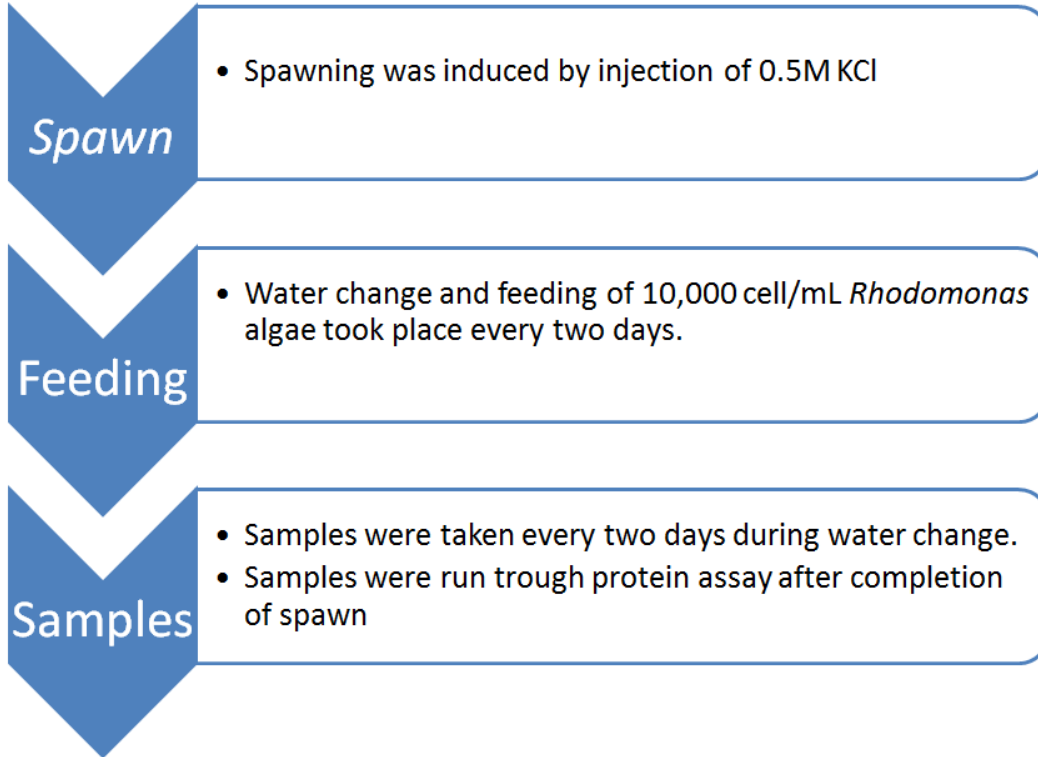 Spawn
• Spawning was induced by injection of 0.5M KCl
Feeding
• Water change and feeding of 10,000 cell/mL Rhodomonas
algae took place every two days.
Samples
• Samples were taken every two days during water change.
• Samples were run trough protein assay after completion
of spawn